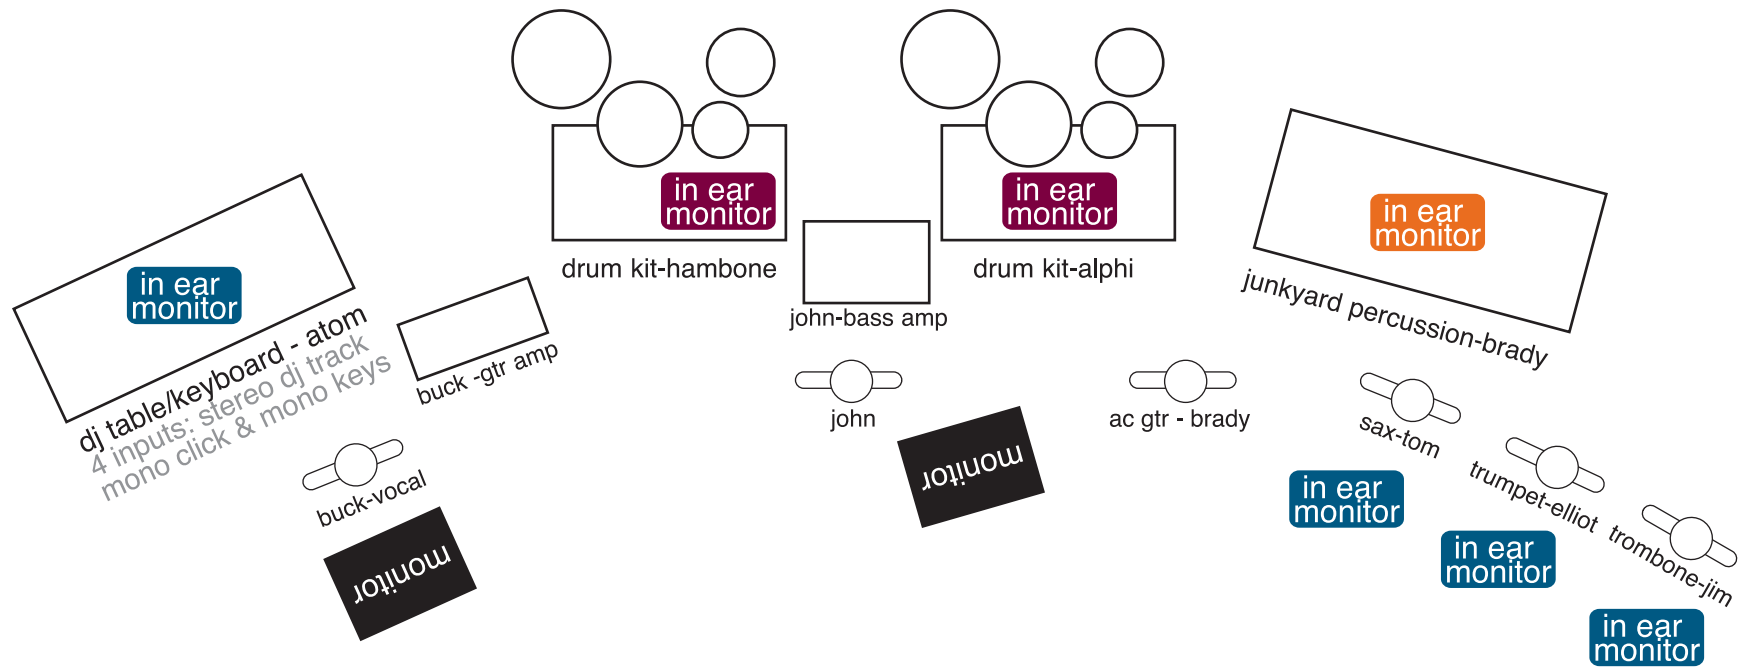 in ear
monitor
drum kit-hambone
in ear
monitor
drum kit-alphi
in ear
monitor
junkyard percussion-brady
in ear
monitor
dj table/keyboard - atom
4 inputs: stereo dj track
mono click & mono keys
buck -gtr amp
john-bass amp
john
ac gtr - brady
sax-tom
trumpet-elliot
trombone-jim
buck-vocal
monitor
monitor
in ear
monitor
in ear
monitor
in ear
monitor